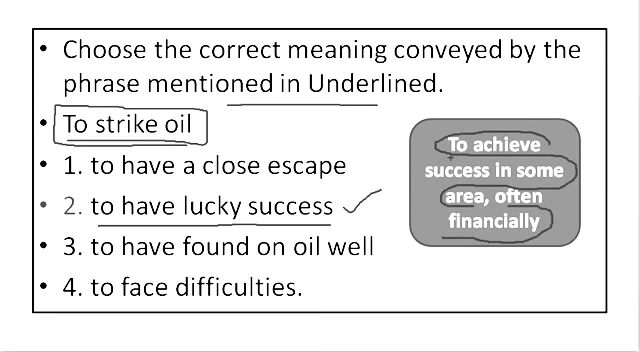 • Choose the correct meaning conveyed by the
phrase mentioned in Underlined.
• To strike oil
• 1. to have a close escape
• 2. to have lucky success
• 3. to have found on oil well
• 4. to face difficulties.
To achieve
success in some
area, often
financially